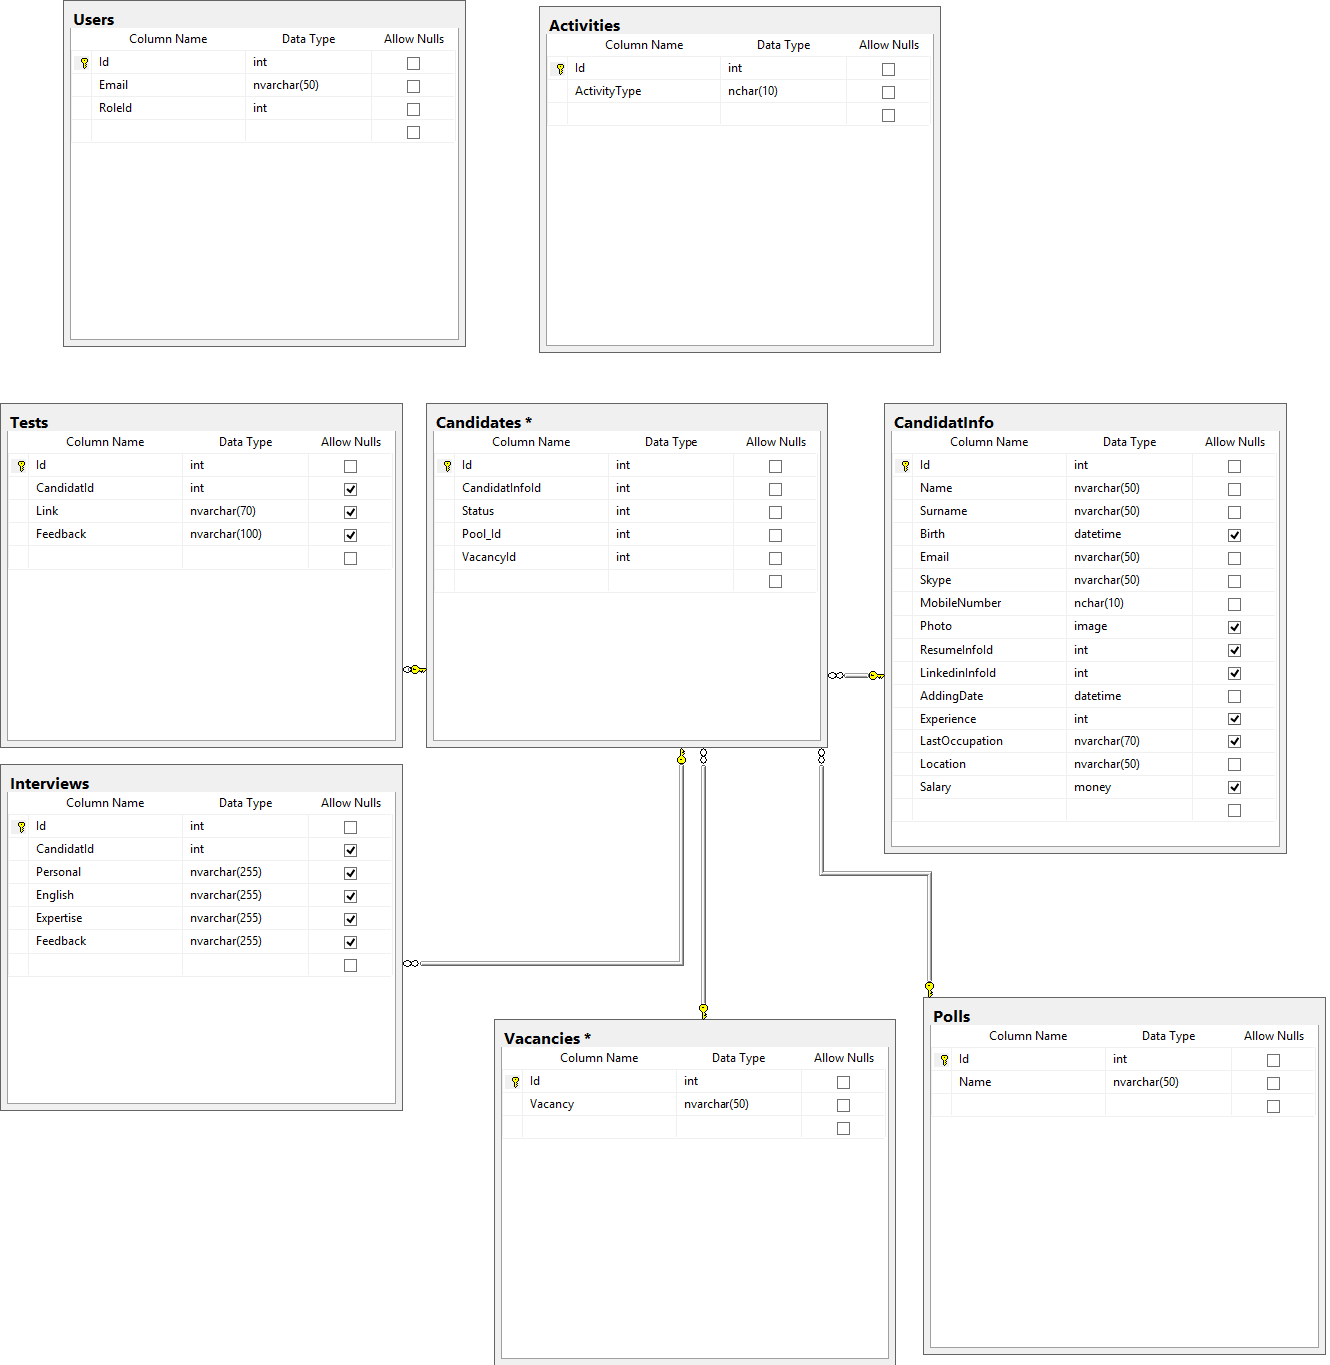 Users
Column Name Data Type Allow Nulls
Id int
Email nvarchar(50)
RoleId int
Activities
Column Name Data Type Allow Nulls
Id int
ActivityType nchar(10)
Tests
Column Name Data Type Allow Nulls
Id int
CandidatId int
Link nvarchar(70)
Feedback nvarchar(100)
Candidates *
Column Name Data Type Allow Nulls
Id int
CandidatInfoId int
Status int
Pool_Id int
VacancyId int
CandidatInfo
Column Name Data Type Allow Nulls
Id int
Name nvarchar(50)
Surname nvarchar(50)
Birth datetime
Email nvarchar(50)
Skype nvarchar(50)
MobileNumber nchar(10)
Photo image
ResumeInfoId int
LinkedinInfoId int
AddingDate datetime
Experience int
LastOccupation nvarchar(70)
Location nvarchar(50)
Salary money
Interviews
Column Name Data Type Allow Nulls
Id int
CandidatId int
Personal nvarchar(255)
English nvarchar(255)
Expertise nvarchar(255)
Feedback nvarchar(255)
Vacancies *
Column Name Data Type Allow Nulls
Id int
Vacancy nvarchar(50)
Polls
Column Name Data Type Allow Nulls
Id int
Name nvarchar(50)